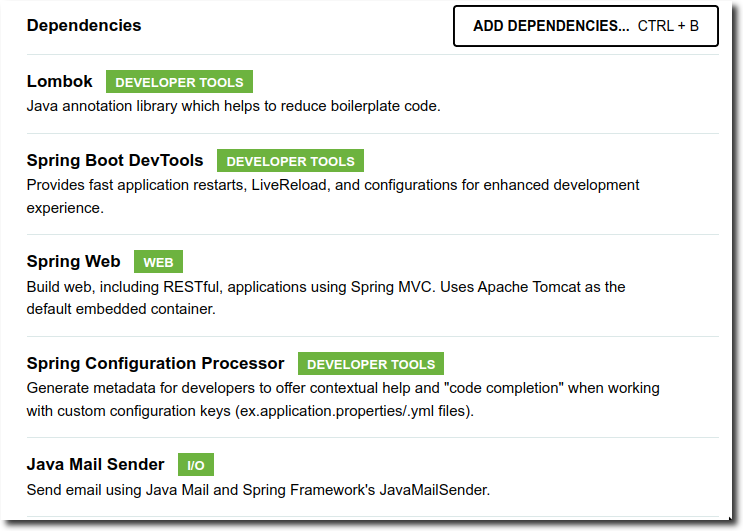 Dependencies
ADD DEPENDENCIES... CTRL + B
Lombok DEVELOPER TOOLS
Java annotation library which helps to reduce boilerplate code.
Spring Boot DevTools DEVELOPER TOOLS
Provides fast application restarts, LiveReload, and configurations for enhanced development
experience.
Spring Web WEB
Build web, including RESTful, applications using Spring MVC. Uses Apache Tomcat as the
default embedded container.
Spring Configuration Processor DEVELOPER TOOLS
Generate metadata for developers to offer contextual help and "code completion" when working
with custom configuration keys (ex.application.properties/.yml files).
Java Mail Sender I/O
Send email using Java Mail and Spring Framework's JavaMailSender.